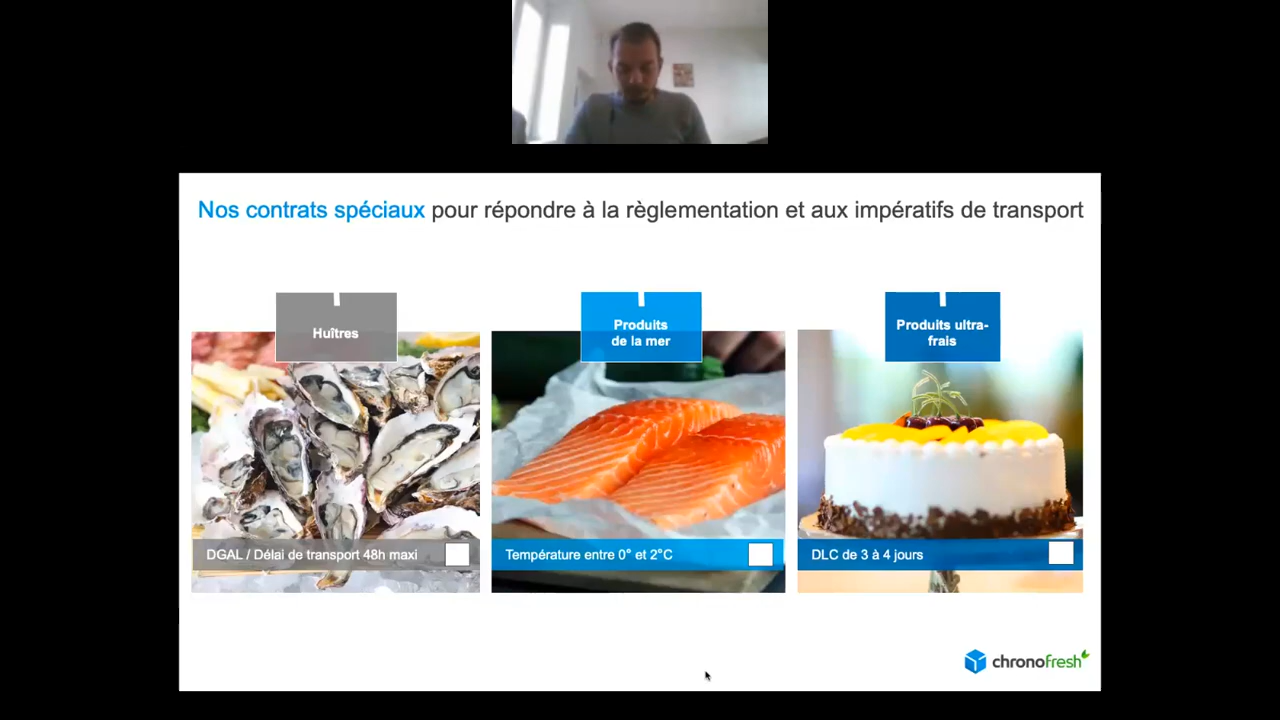 Nos contrats spéciaux pour répondre à la règlementation et aux impératifs de transport
Huîtres
Produits
de la mer
Produits ultra-
frais
DGAL / Délai de transport 48h maxi
Température entre 0° et 2°C
DLC de 3 à 4 jours
chronofresh